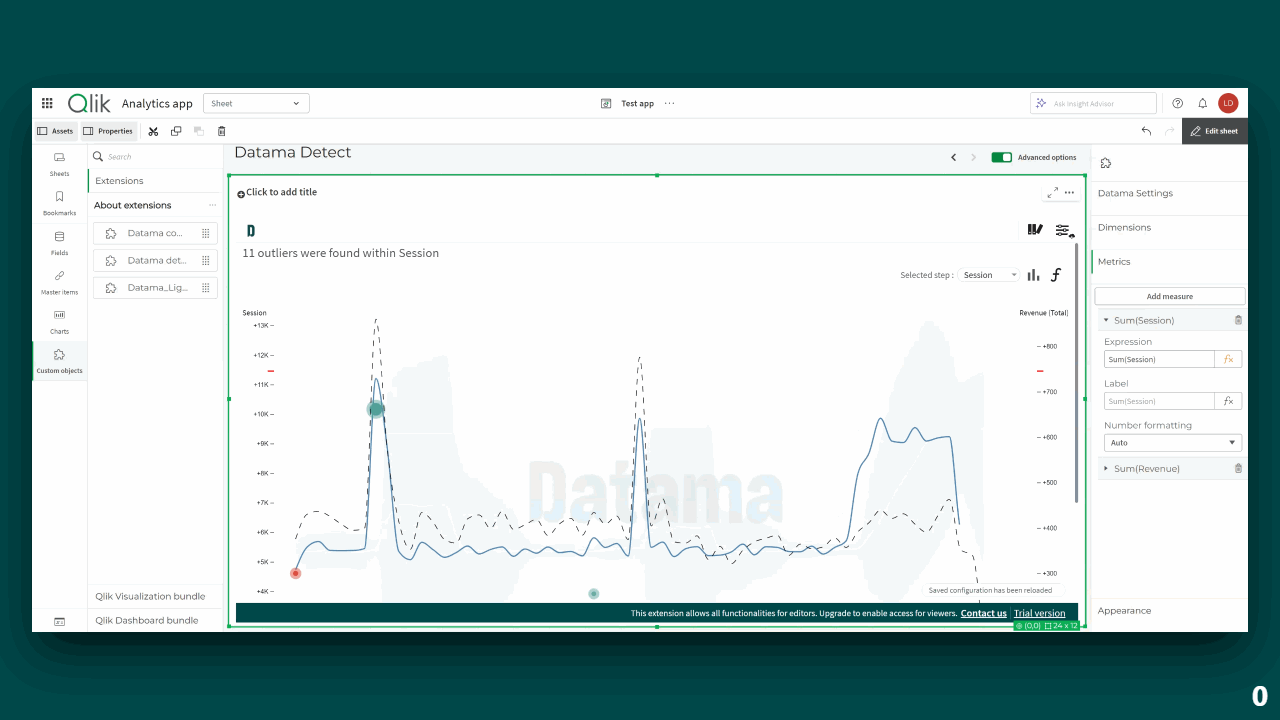 Qlik
Analytics app
Sheet
Test app
...
Ask Insight Advisor
LD
Assets
Properties
Edit sheet
Sheets
Bookmarks
Fields
Master items
Charts
Custom objects
Search
Extensions
About extensions
...
Datama co...
Datama det...
Datama_Lig...
Qlik Visualization bundle
Qlik Dashboard bundle
Datama Detect
Advanced options
Click to add title
D
11 outliers were found within Session
Selected step :
Session
Session
Revenue (Total)
+13K
+12K
+11K
+10K
+9K
+8K
+7K
+6K
+5K
+4K
+800
+700
+600
+500
+400
+300
Datama
Saved configuration has been reloaded
This extension allows all functionalities for editors. Upgrade to enable access for viewers. Contact us | Trial version
(0,0) 24 x 12
Datama Settings
Dimensions
Metrics
Add measure
Sum(Session)
Expression
Sum(Session)
fx
Label
Sum(Session)
fx
Number formatting
Auto
Sum(Revenue)
Appearance
0